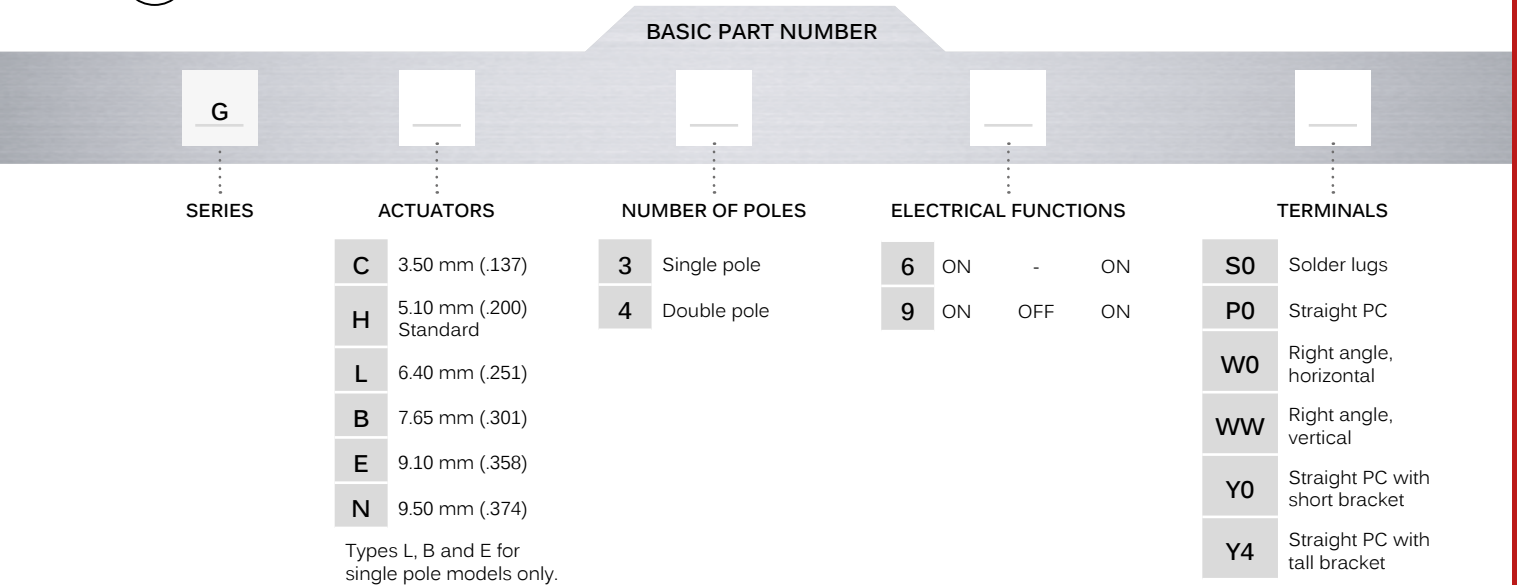 BASIC PART NUMBER
G
SERIES
ACTUATORS
C 3.50 mm (.137)
H 5.10 mm (.200)
Standard
L 6.40 mm (.251)
B 7.65 mm (.301)
E 9.10 mm (.358)
N 9.50 mm (.374)
Types L, B and E for
single pole models only.
NUMBER OF POLES
3 Single pole
4 Double pole
ELECTRICAL FUNCTIONS
6 ON - ON
9 ON OFF ON
TERMINALS
S0 Solder lugs
P0 Straight PC
W0 Right angle,
horizontal
WW Right angle,
vertical
Y0 Straight PC with
short bracket
Y4 Straight PC with
tall bracket